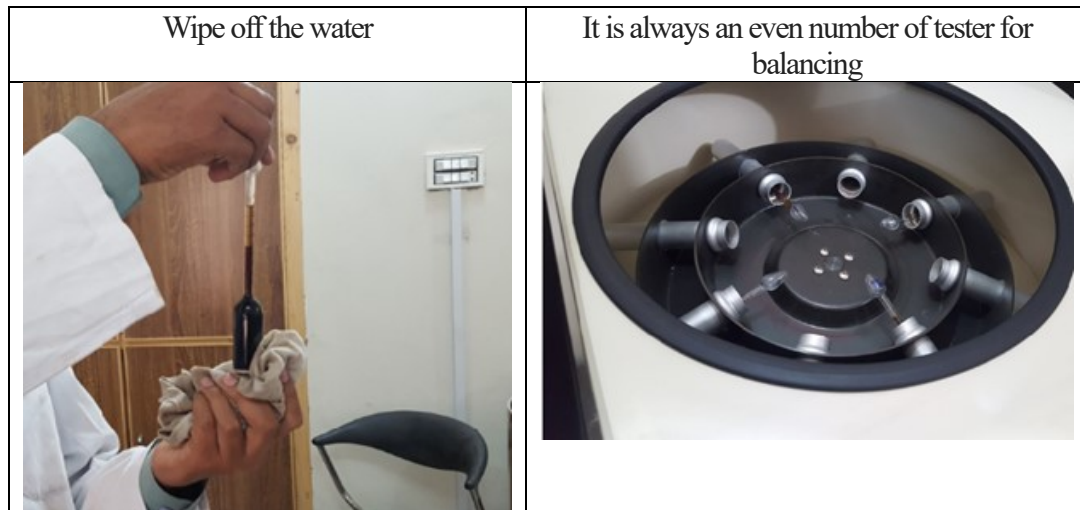 Wipe off the water
It is always an even number of tester for
balancing